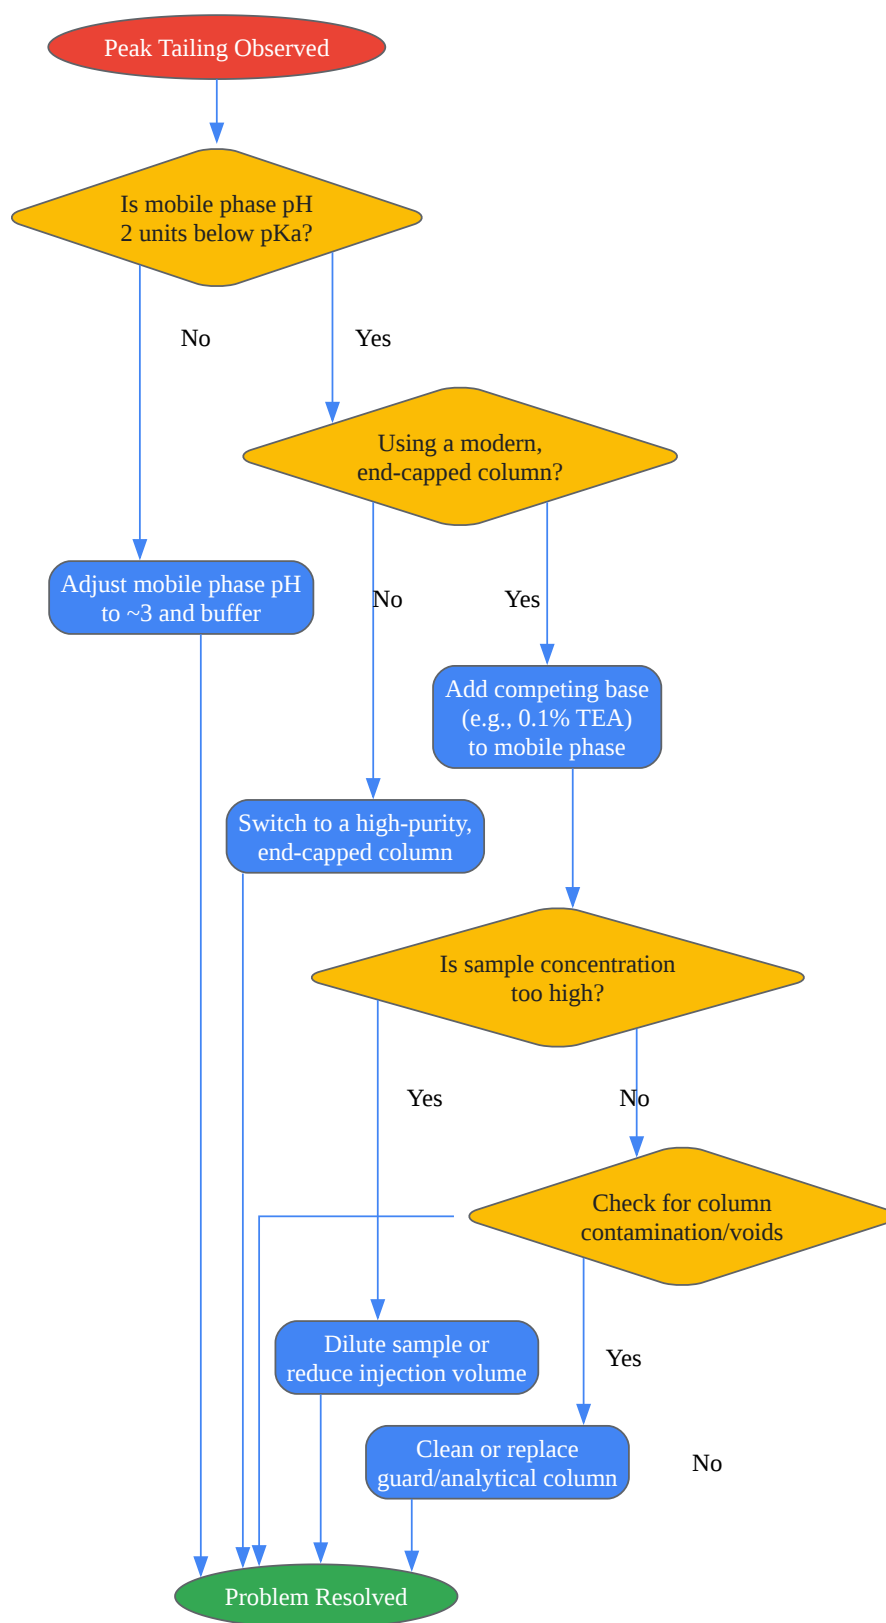 Peak Tailing Observed
Is mobile phase pH
2 units below pKa?
No
Yes
Using a modern,
end-capped column?
Adjust mobile phase pH
to ~3 and buffer
No
Yes
Add competing base
(e.g., 0.1% TEA)
to mobile phase
Switch to a high-purity,
end-capped column
Is sample concentration
too high?
Yes
No
Check for column
contamination/voids
Dilute sample or
reduce injection volume
Yes
Clean or replace
guard/analytical column
No
Problem Resolved